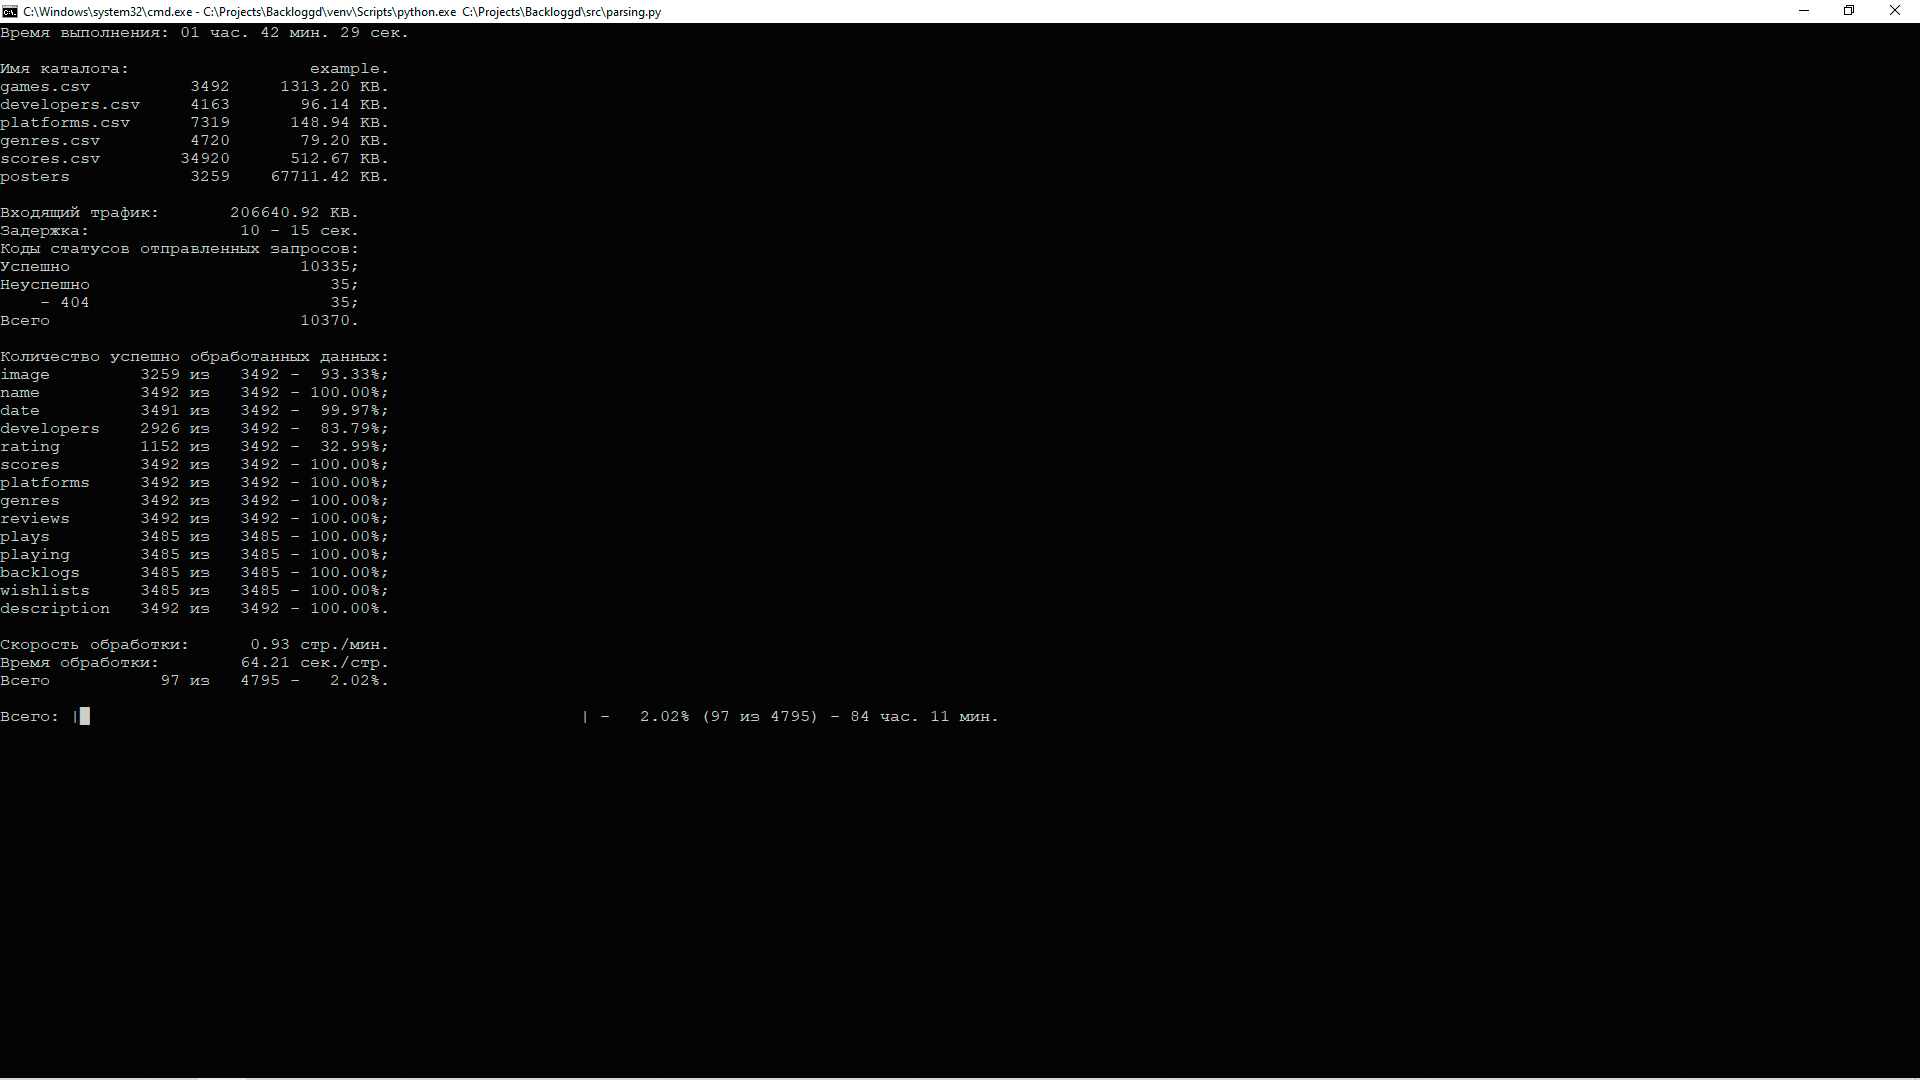 C:\Windows\system32\cmd.exe - C:\Projects\Backloggd\venv\Scripts\python.exe C:\Projects\Backloggd\src\parsing.py
Время выполнения: 01 час. 42 мин. 29 сек.
Имя каталога: example.
games.csv 3492 1313.20 KB.
developers.csv 4163 96.14 KB.
platforms.csv 7319 148.94 KB.
genres.csv 4720 79.20 KB.
scores.csv 34920 512.67 KB.
posters 3259 67711.42 KB.
Входящий трафик: 206640.92 KB.
Задержка: 10 - 15 сек.
Коды статусов отправленных запросов:
Успешно 10335;
Неуспешно 35;
- 404 35;
Всего 10370.
Количество успешно обработанных данных:
image 3259 из 3492 - 93.33%;
name 3492 из 3492 - 100.00%;
date 3491 из 3492 - 99.97%;
developers 2926 из 3492 - 83.79%;
rating 1152 из 3492 - 32.99%;
scores 3492 из 3492 - 100.00%;
platforms 3492 из 3492 - 100.00%;
genres 3492 из 3492 - 100.00%;
reviews 3492 из 3492 - 100.00%;
plays 3485 из 3485 - 100.00%;
playing 3485 из 3485 - 100.00%;
backlogs 3485 из 3485 - 100.00%;
wishlists 3485 из 3485 - 100.00%;
description 3492 из 3492 - 100.00%.
Скорость обработки: 0.93 стр./мин.
Время обработки: 64.21 сек./стр.
Всего 97 из 4795 - 2.02%.
Всего: |█ | - 2.02% (97 из 4795) - 84 час. 11 мин.